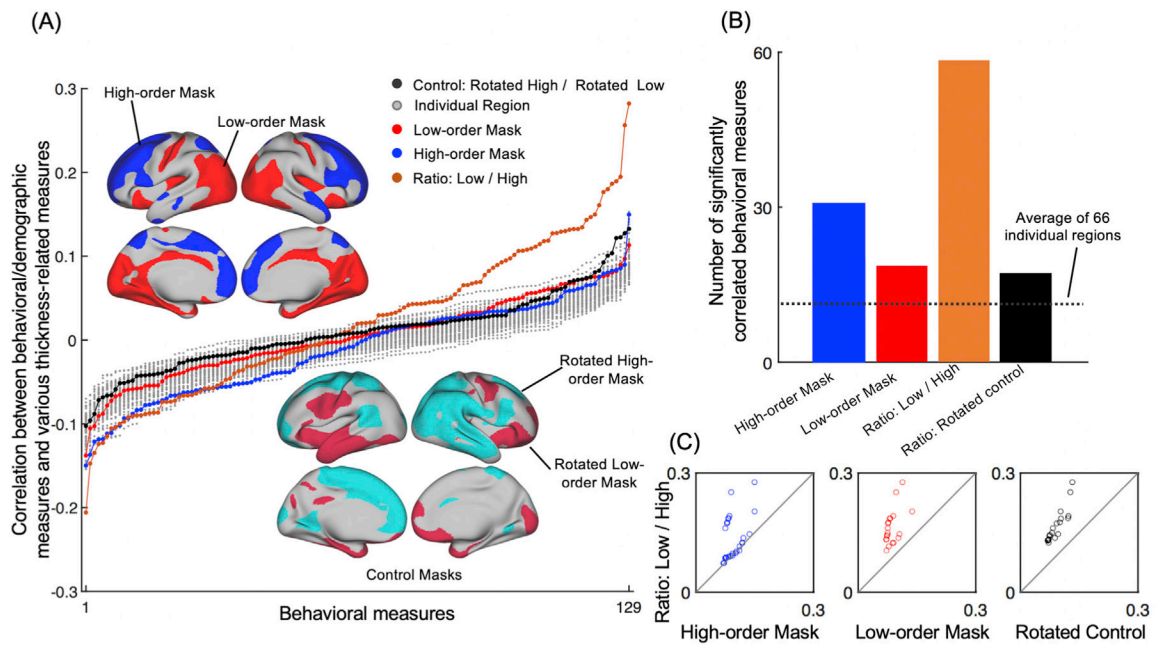 (A)
Correlation between behavioral/demographic
measures and various thickness-related measures
0.3
0.2
0.1
0
-0.1
-0.2
-0.3
High-order Mask
Low-order Mask
Control: Rotated High / Rotated Low
Individual Region
Low-order Mask
High-order Mask
Ratio: Low / High
Rotated High-
order Mask
Rotated Low-
order Mask
Control Masks
1
129
Behavioral measures
(B)
Number of significantly
correlated behavioral measures
60
30
0
Average of 66
individual regions
High-order Mask
Low-order Mask
Ratio: Low / High
Ratio: Rotated control
(C)
Ratio: Low / High
0.3
0
0.3
High-order Mask
0.3
0
0.3
Low-order Mask
0.3
0
0.3
Rotated Control